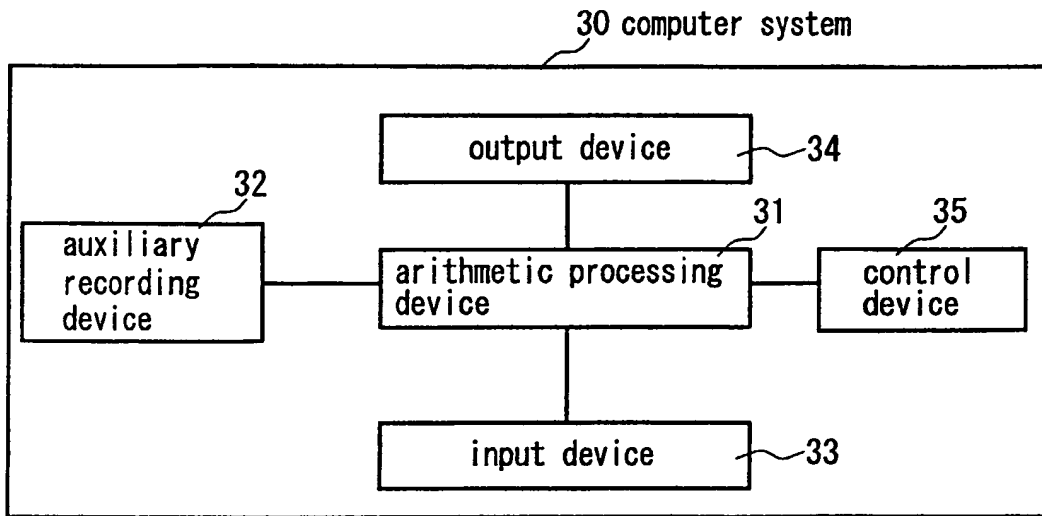 30 computer system
output device
34
32
auxiliary
recording
device
31
arithmetic processing
device
35
control
device
input device
33